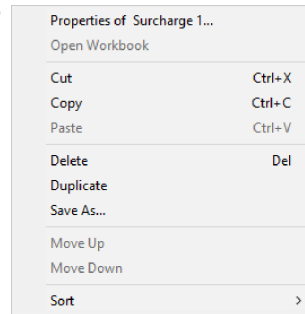 Properties of Surcharge 1...
Open Workbook
Cut Ctrl+X
Copy Ctrl+C
Paste Ctrl+V
Delete Del
Duplicate
Save As...
Move Up
Move Down
Sort >